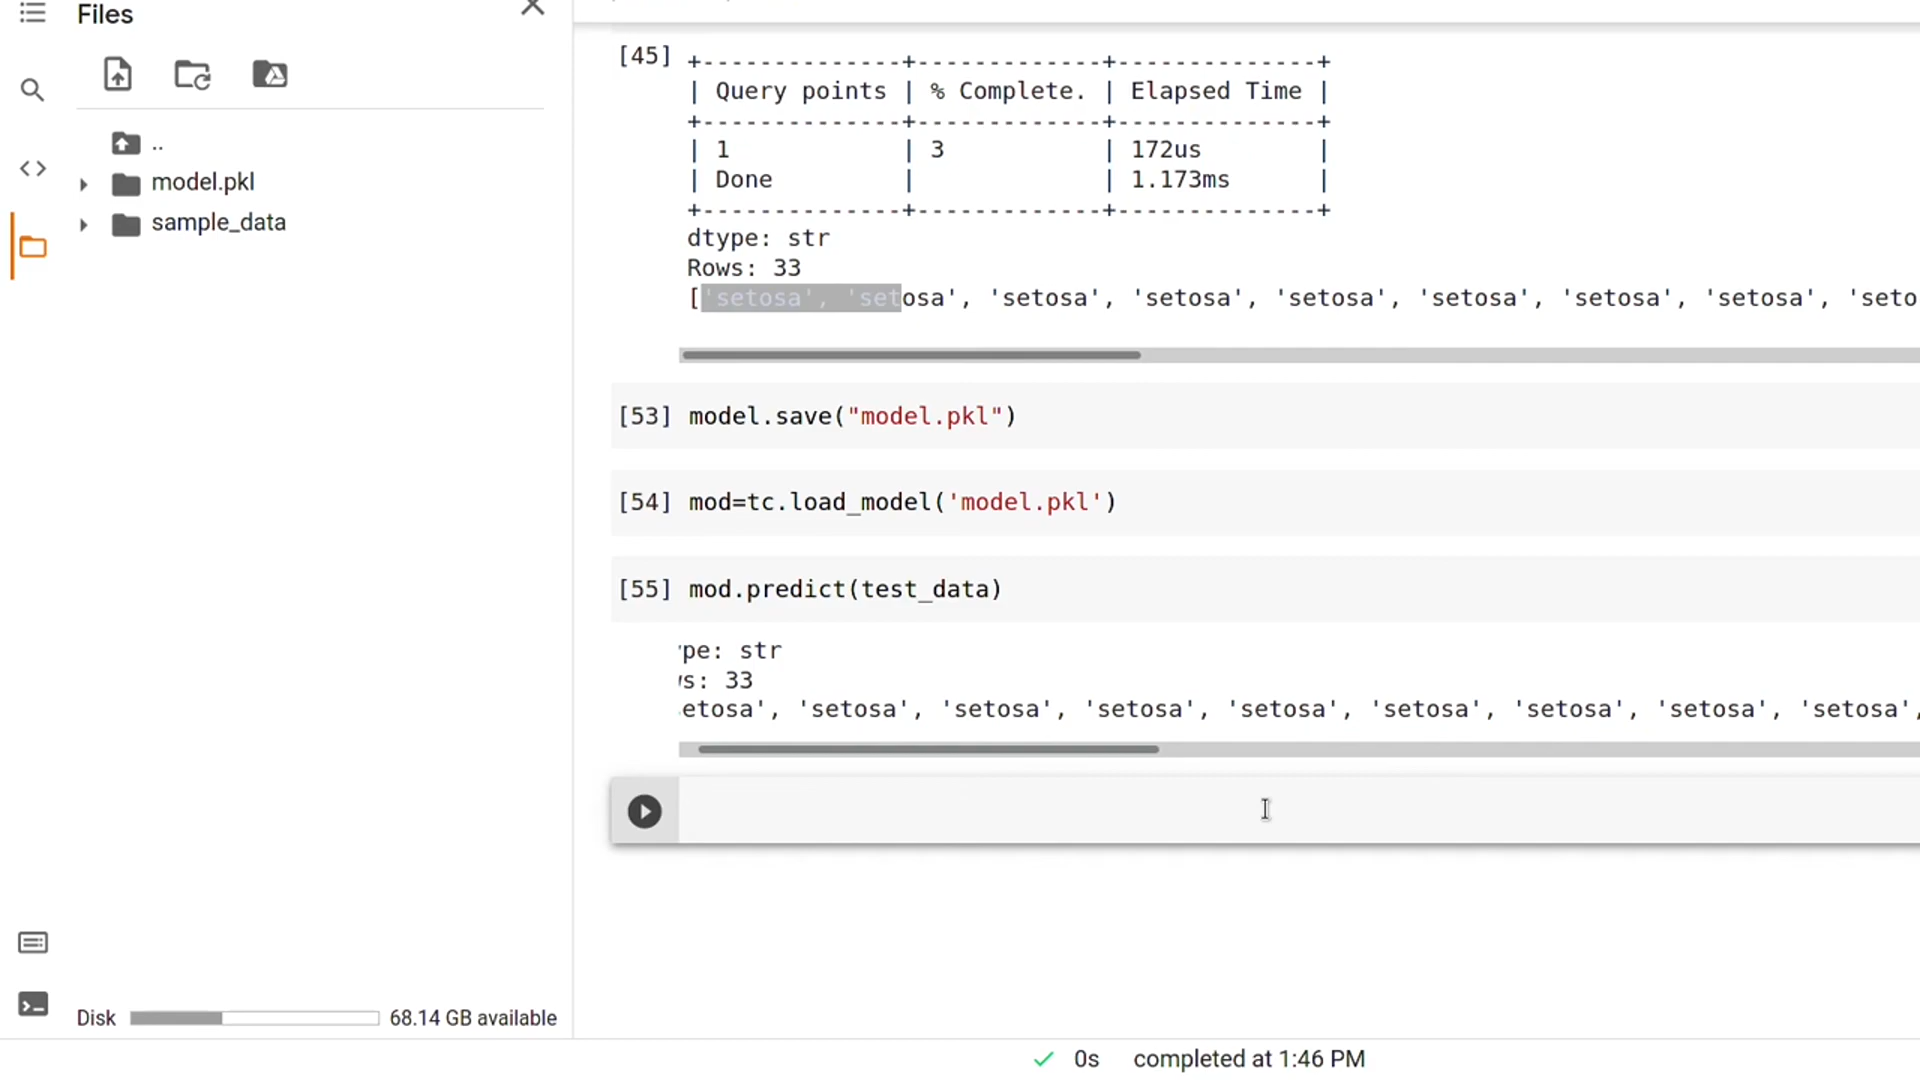 Files
..
model.pkl
sample_data
Disk 68.14 GB available
[45]
+--------------+-------------+--------------+
| Query points | % Complete. | Elapsed Time |
+--------------+-------------+--------------+
| 1 | 3 | 172us |
| Done | | 1.173ms |
+--------------+-------------+--------------+
dtype: str
Rows: 33
['setosa', 'setosa', 'setosa', 'setosa', 'setosa', 'setosa', 'setosa', 'setosa', 'seto
[53] model.save("model.pkl")
[54] mod=tc.load_model('model.pkl')
[55] mod.predict(test_data)
pe: str
s: 33
etosa', 'setosa', 'setosa', 'setosa', 'setosa', 'setosa', 'setosa', 'setosa', 'setosa',
0s completed at 1:46 PM